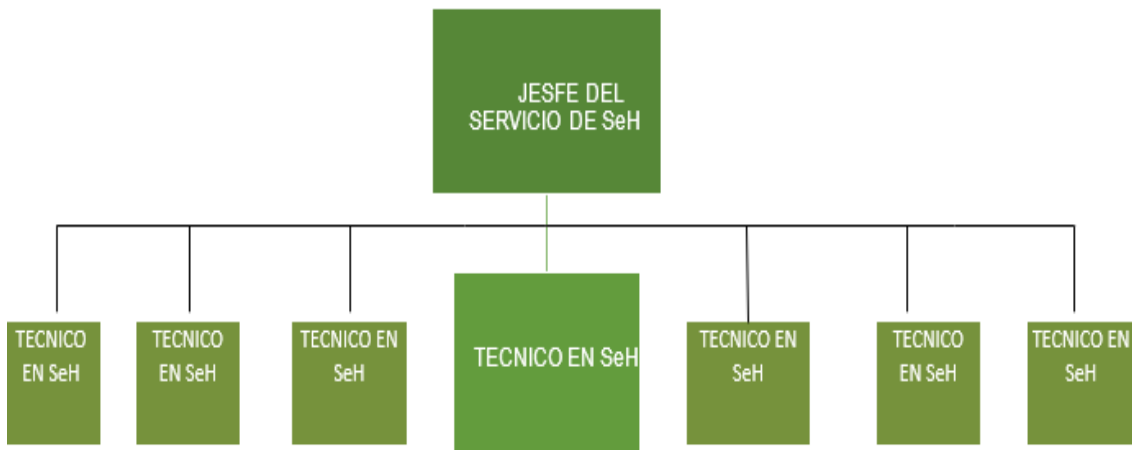 JESFE DEL
SERVICIO DE SeH
TECNICO
EN SeH
TECNICO
EN SeH
TECNICO EN
SeH
TECNICO EN SeH
TECNICO EN
SeH
TECNICO
EN SeH
TECNICO EN
SeH